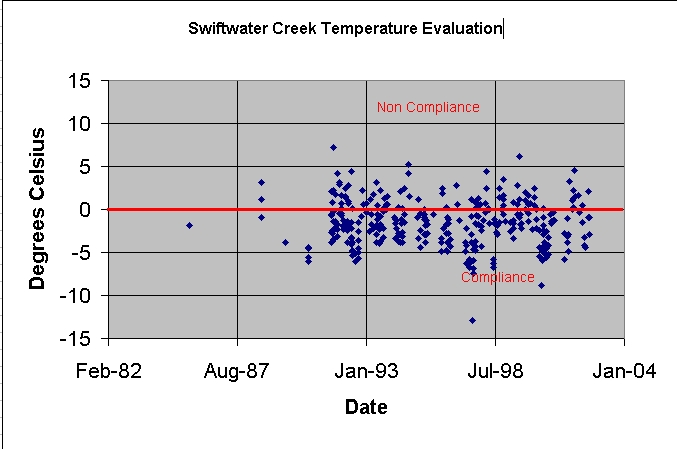 Swiftwater Creek Temperature Evaluation
15
Non Compliance
10
5
0
-5
Compliance
-10
-15
Degrees Celsius
Feb-82 Aug-87 Jan-93 Jul-98 Jan-04
Date